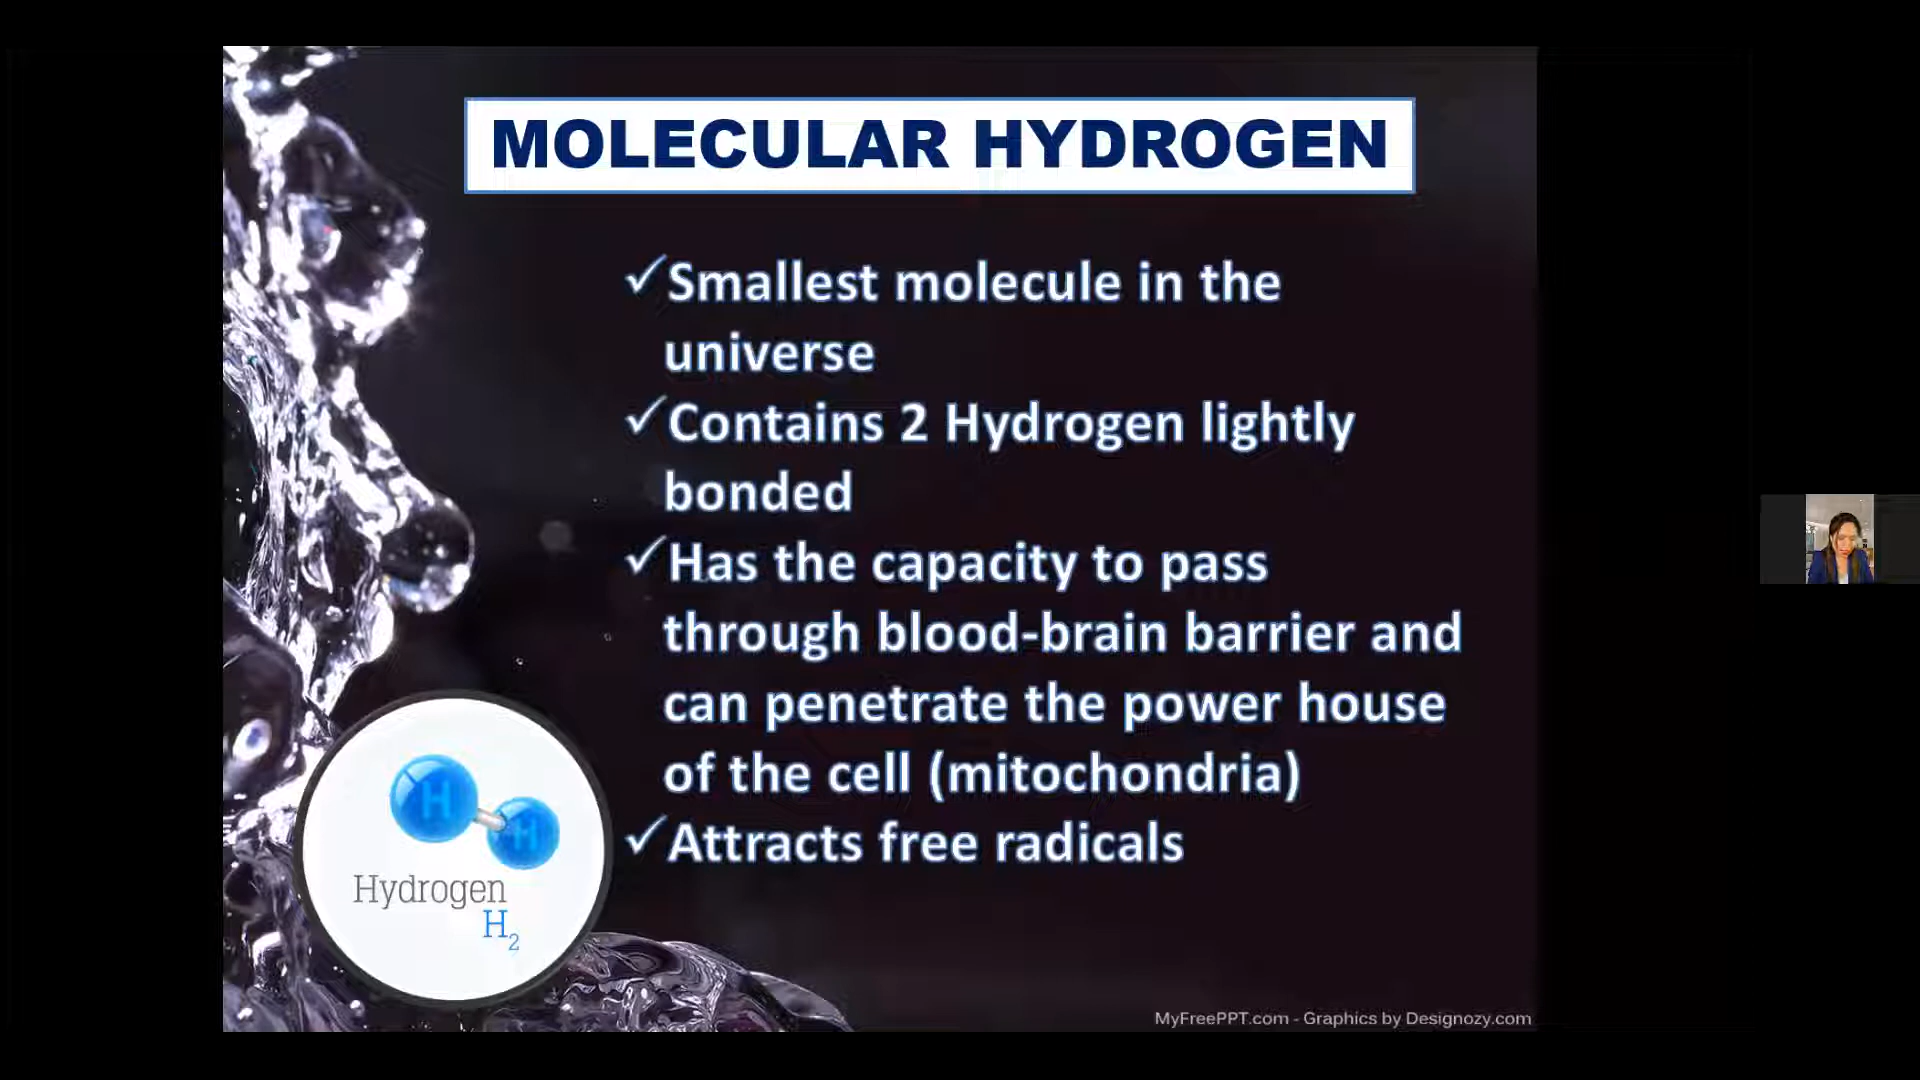 MOLECULAR HYDROGEN
✓Smallest molecule in the
universe
✓Contains 2 Hydrogen lightly
bonded
✓Has the capacity to pass
through blood-brain barrier and
can penetrate the power house
of the cell (mitochondria)
✓Attracts free radicals
H
H
Hydrogen
H₂
MyFreePPT.com - Graphics by Designozy.com